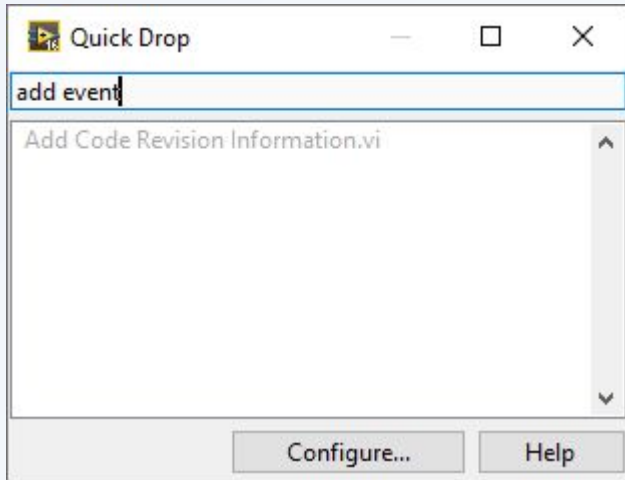 Quick Drop
add event
Add Code Revision Information.vi
Configure...
Help